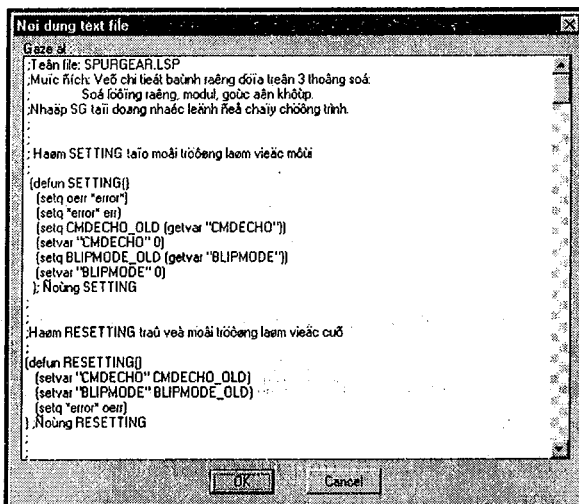 Nội dung text file
Gaze at :
;Teân file: SPURGEAR.LSP
;Muïc ñích: Veõ chi tieát baùnh raêng döïa treân 3 thoâng soá:
; Soá löôïng raêng, modul, goùc aên khôùp.
;Nhaäp SG taïi doøng nhaéc leänh ñeå chaïy chöông trình.
;
;
; Haøm SETTING taïo moâi tröôøng laøm vieäc môùi
;
(defun SETTING()
(setq oerr *error*)
(setq *error* err)
(setq CMDECHO_OLD (getvar "CMDECHO"))
(setvar "CMDECHO" 0)
(setq BLIPMODE_OLD (getvar "BLIPMODE"))
(setvar "BLIPMODE" 0)
); Ñoùng SETTING
;
;
;Haøm RESETTING traû veà moâi tröôøng laøm vieäc cuõ
;
(defun RESETTING()
(setvar "CMDECHO" CMDECHO_OLD)
(setvar "BLIPMODE" BLIPMODE_OLD)
(setq *error* oerr)
) ;Ñoùng RESETTING
;
;
OK
Cancel